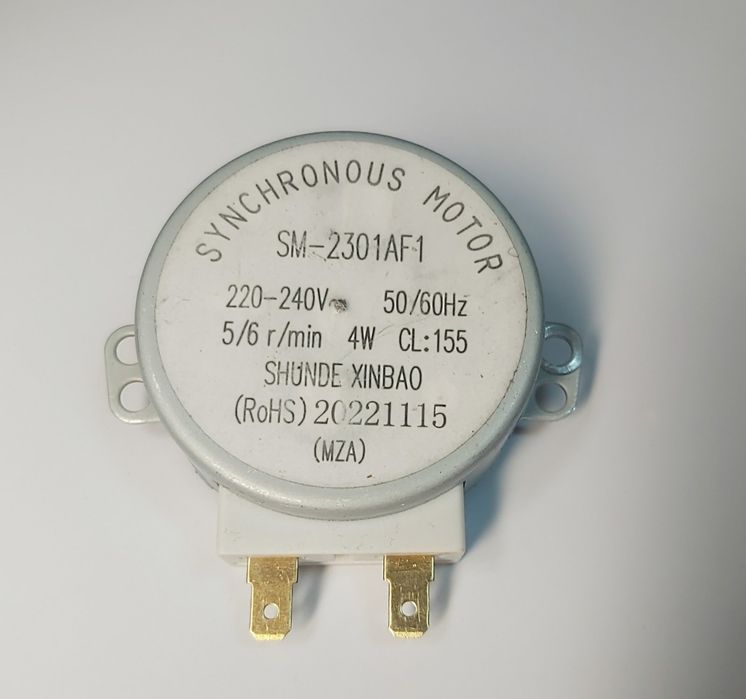 SYNCHRONOUS MOTOR
SM-2301AF1
220-240V~ 50/60Hz
5/6 r/min 4W CL:155
SHUNDE XINBAO
(RoHS) 20221115
(MZA)